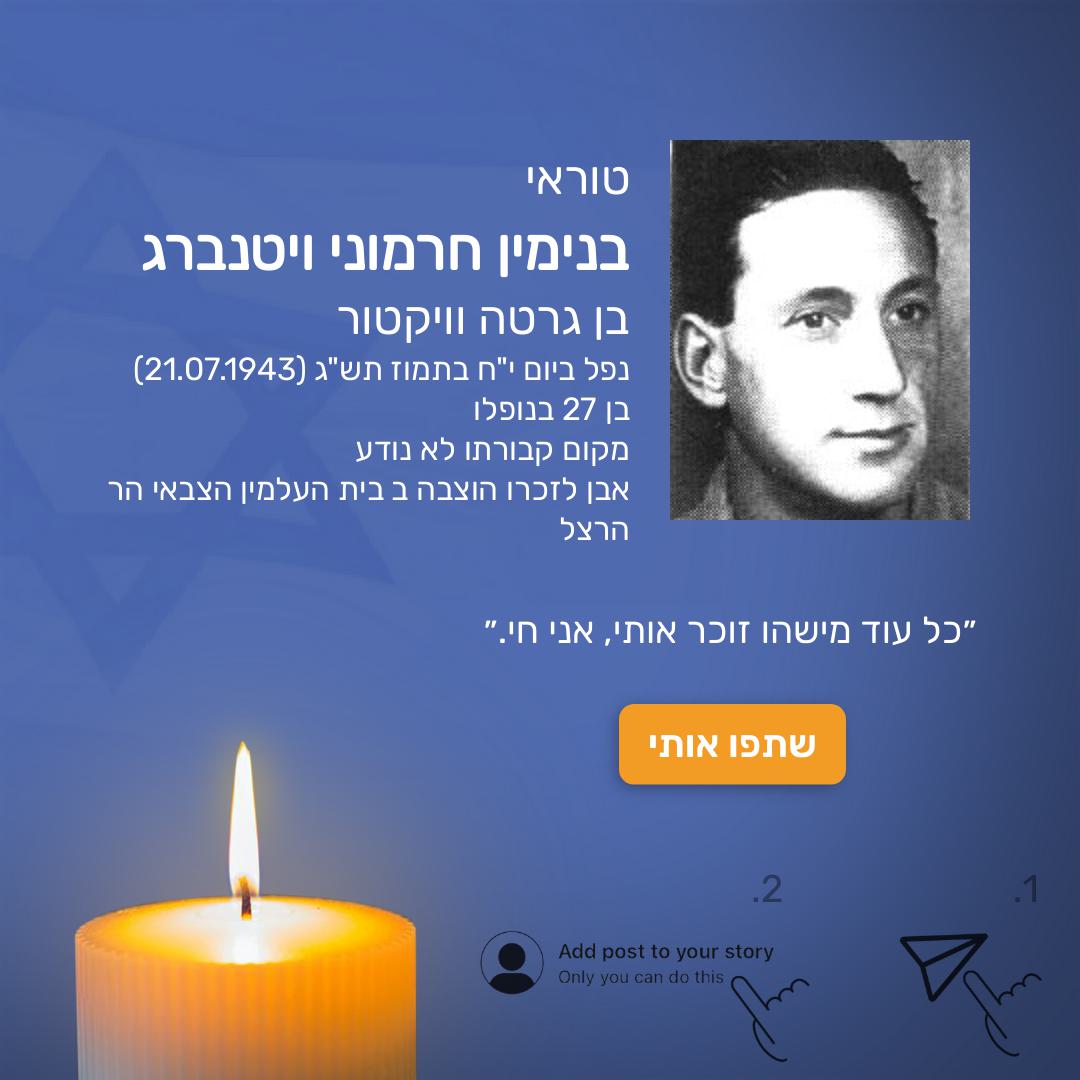 טוראי
בנימין חרמוני ויטנברג
בן גרטה וויקטור
נפל ביום י"ח בתמוז תש"ג (21.07.1943)
בן 27 בנופלו
מקום קבורתו לא נודע
אבן לזכרו הוצבה ב בית העלמין הצבאי הר
הרצל
״כל עוד מישהו זוכר אותי, אני חי.״
שתפו אותי
1.
2.
Add post to your story
Only you can do this